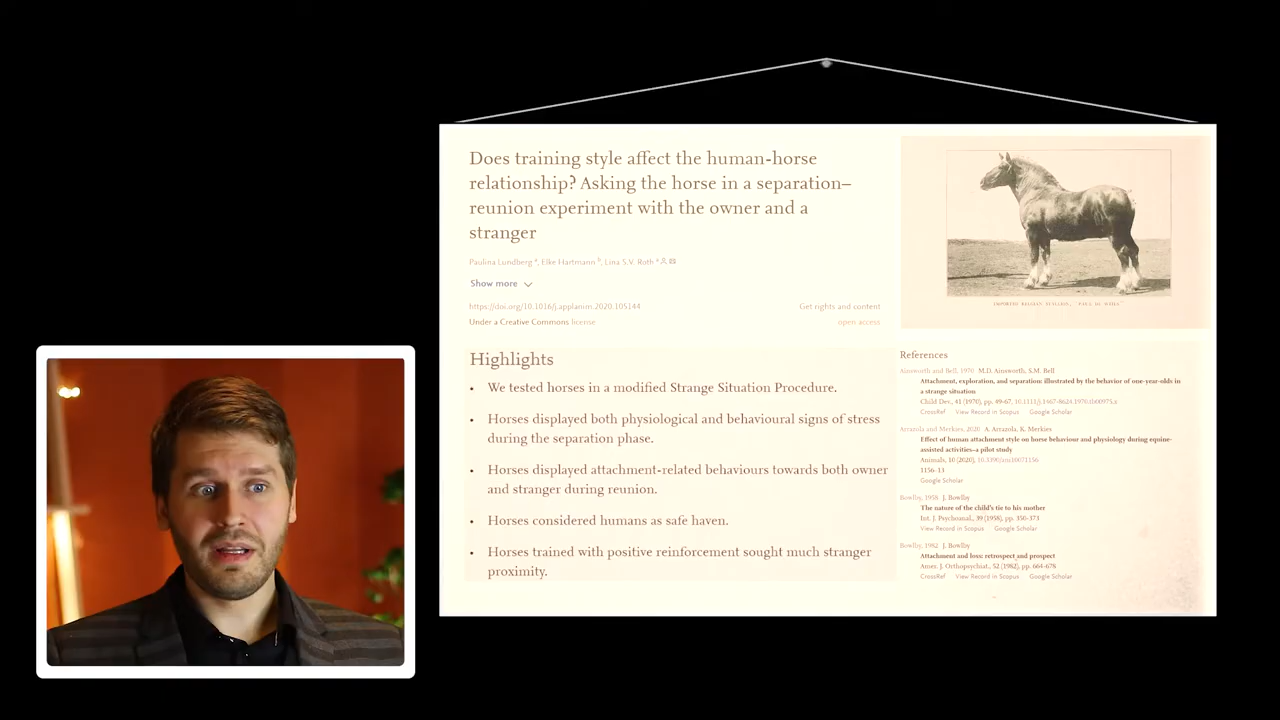 Does training style affect the human-horse
relationship? Asking the horse in a separation–
reunion experiment with the owner and a
stranger
Paulina Lundberg a, Elke Hartmann b, Lina S.V. Roth a
Show more
https://doi.org/10.1016/j.applanim.2020.105144
Get rights and content
Under a Creative Commons license
open access
Highlights
• We tested horses in a modified Strange Situation Procedure.
• Horses displayed both physiological and behavioural signs of stress
during the separation phase.
• Horses displayed attachment-related behaviours towards both owner
and stranger during reunion.
• Horses considered humans as safe haven.
• Horses trained with positive reinforcement sought much stranger
proximity.
IMPORTED BELGIAN STALLION,
References
Ainsworth and Bell, 1970 M.D. Ainsworth, S.M. Bell
Attachment, exploration, and separation: illustrated by the behavior of one-year-olds in
a strange situation
Child Dev., 41 (1970), pp. 49-67, 10.1111/j.1467-8624.1970.tb00975.x
CrossRef View Record in Scopus Google Scholar
Arrazola and Merkies, 2020 A. Arrazola, K. Merkies
Effect of human attachment style on horse behaviour and physiology during equine-
assisted activities–a pilot study
Animals, 10 (2020), 10.3390/ani10071156
1156-13
Google Scholar
Bowlby, 1958 J. Bowlby
The nature of the child's tie to his mother
Int. J. Psychoanal., 39 (1958), pp. 350-373
View Record in Scopus Google Scholar
Bowlby, 1982 J. Bowlby
Attachment and loss: retrospect and prospect
Amer. J. Orthopsychiat., 52 (1982), pp. 664-678
CrossRef View Record in Scopus Google Scholar